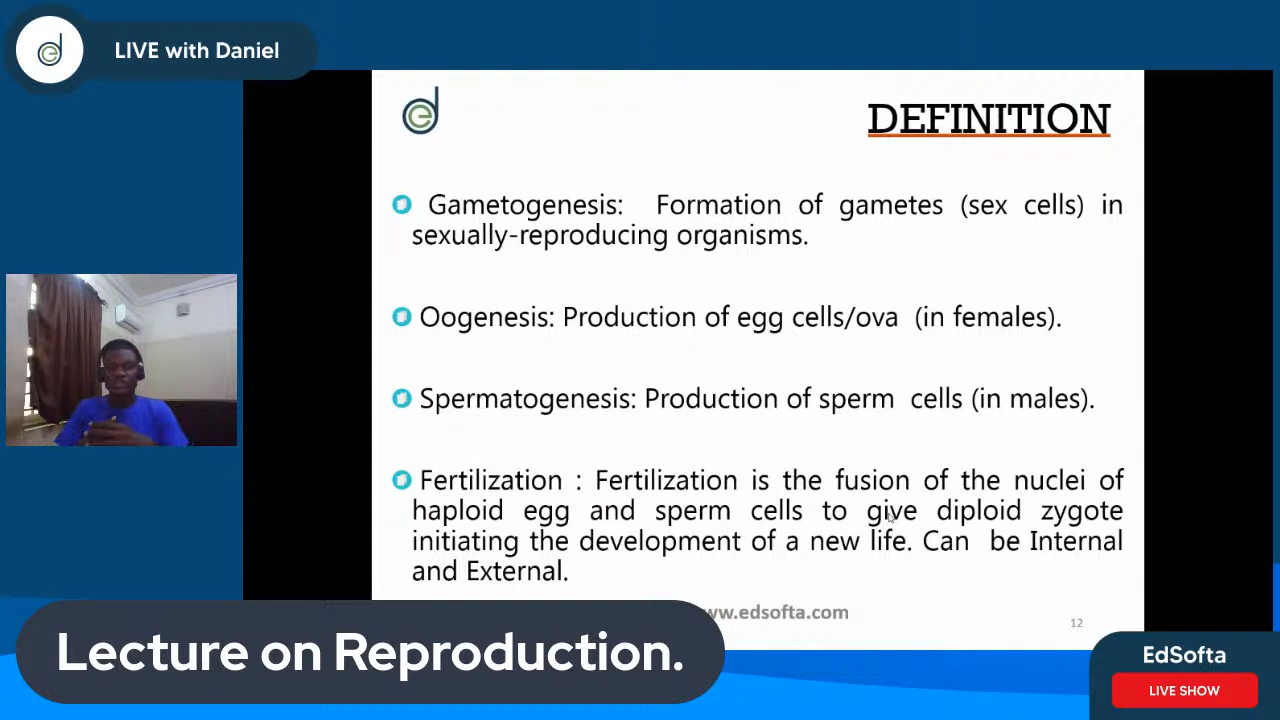 LIVE with Daniel
DEFINITION
Gametogenesis: Formation of gametes (sex cells) in
sexually-reproducing organisms.
Oogenesis: Production of egg cells/ova (in females).
Spermatogenesis: Production of sperm cells (in males).
Fertilization : Fertilization is the fusion of the nuclei of
haploid egg and sperm cells to give diploid zygote
initiating the development of a new life. Can be Internal
and External.
ww.edsofta.com
12
Lecture on Reproduction.
EdSofta
LIVE SHOW